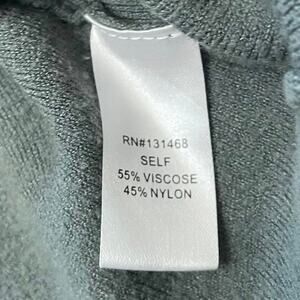 RN#131468
SELF
55% VISCOSE
45% NYLON